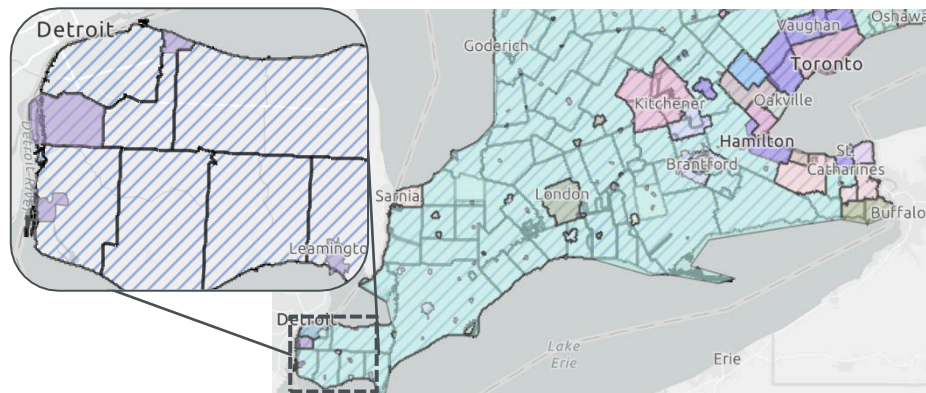 Detroit
Detroit River
Leamingto
Goderich
Vaughan
Oshawa
Toronto
Kitchener
Oakville
Hamilton
St.
Catharines
Brantford
Sarnia
London
Buffalo
Detroit
Lake
Erie
Erie